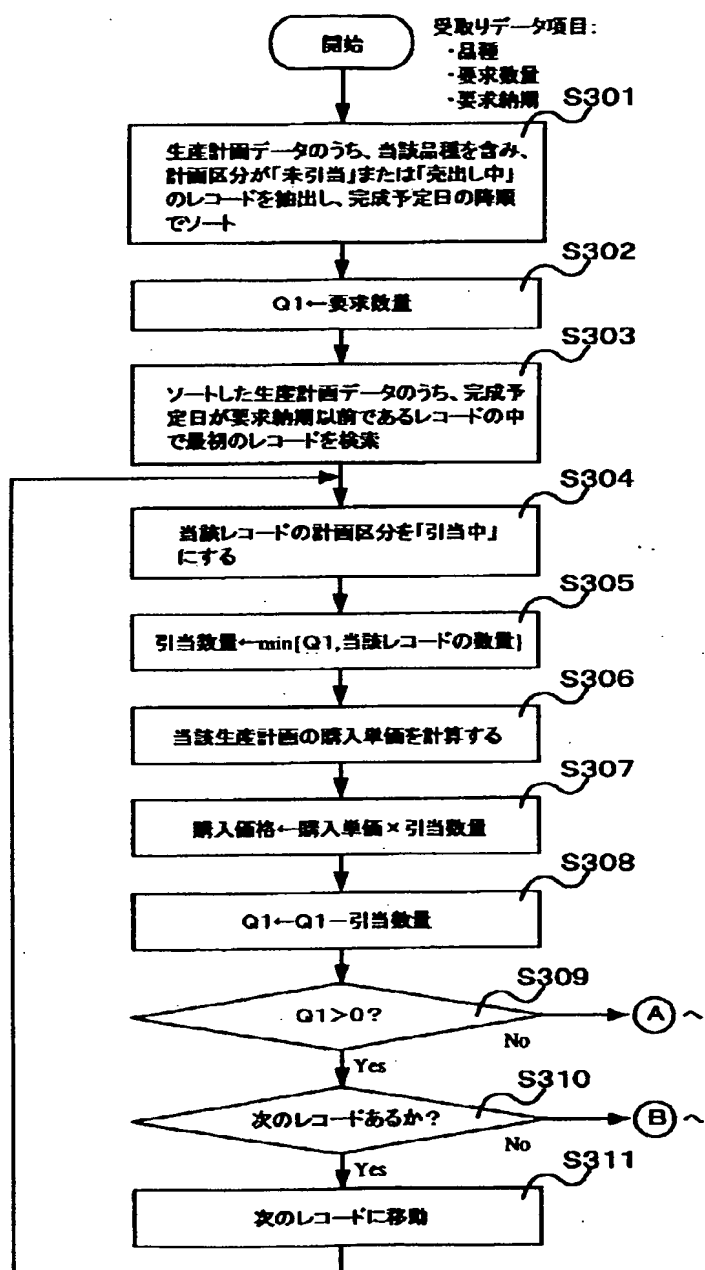 開始
受取りデータ項目:
・品種
・要求数量
・要求納期
S301
生産計画データのうち、当該品種を含み、
計画区分が「未引当」または「売出し中」
のレコードを抽出し、完成予定日の降順
でソート
S302
Q1←要求数量
S303
ソートした生産計画データのうち、完成予
定日が要求納期以前であるレコードの中
で最初のレコードを検索
S304
当該レコードの計画区分を「引当中」
にする
S305
引当数量←min{Q1,当該レコードの数量}
S306
当該生産計画の購入単価を計算する
S307
購入価格←購入単価×引当数量
S308
Q1←Q1－引当数量
S309
Q1>0?
No
A
～
Yes
S310
次のレコードあるか?
No
B
～
Yes
S311
次のレコードに移動